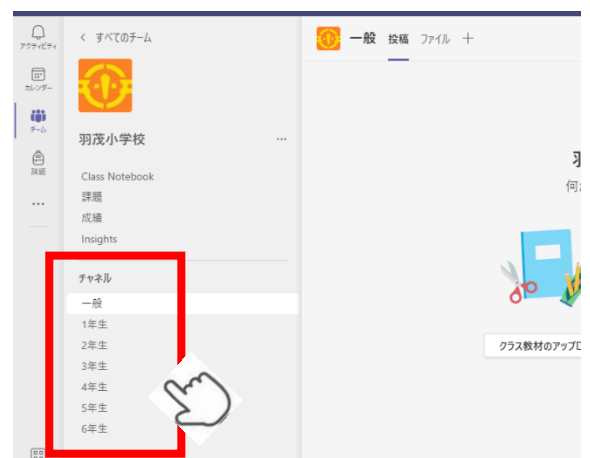 アクティビティ
カレンダー
チーム
課題
…
< すべてのチーム
羽茂小学校
…
Class Notebook
課題
成績
Insights
チャネル
一般
1年生
2年生
3年生
4年生
5年生
6年生
一般 投稿 ファイル +
何
クラス教材のアップロ